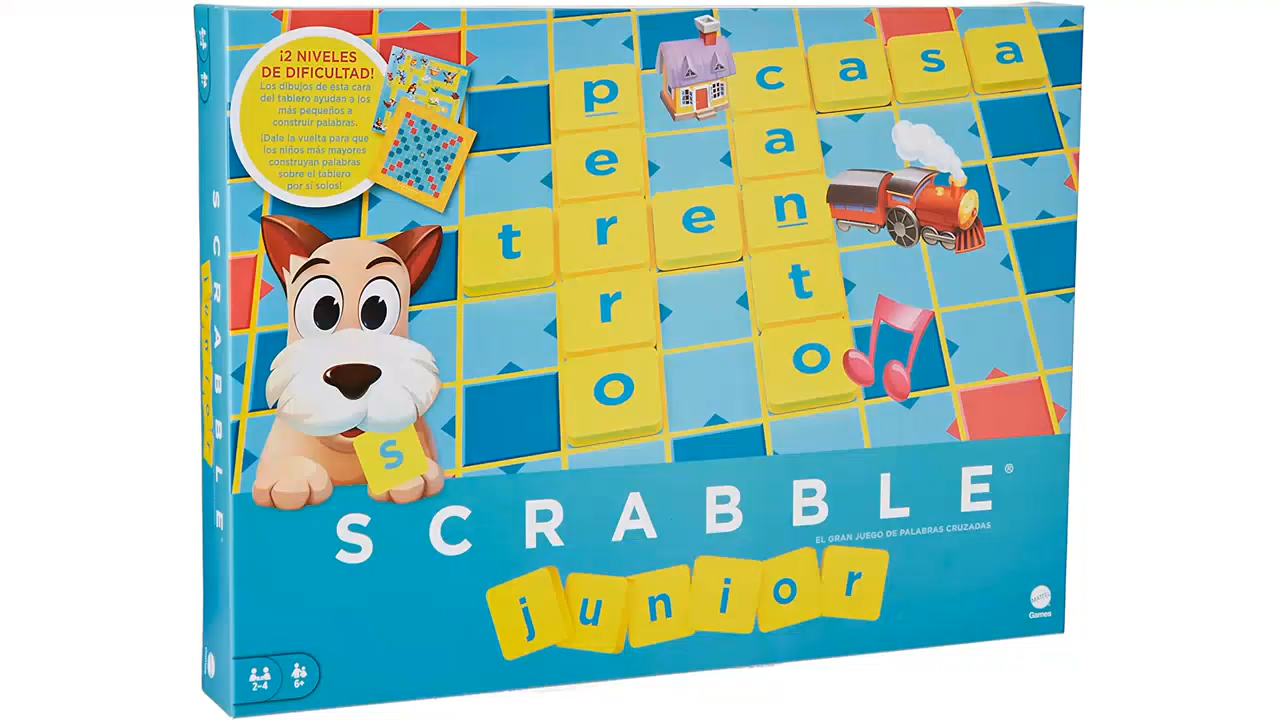 ¡2 NIVELES
DE DIFICULTAD!
Los dibujos de esta cara
del tablero ayudan a los
más pequeños a
construir palabras.
¡Dale la vuelta para que
los niños más mayores
construyan palabras
sobre el tablero
por sí solos!
p casa
e a
tren
r t
o o
s
SCRABBLE®
EL GRAN JUEGO DE PALABRAS CRUZADAS
junior
MATTEL
Games
2-4
6+
SCRABBLE
junior